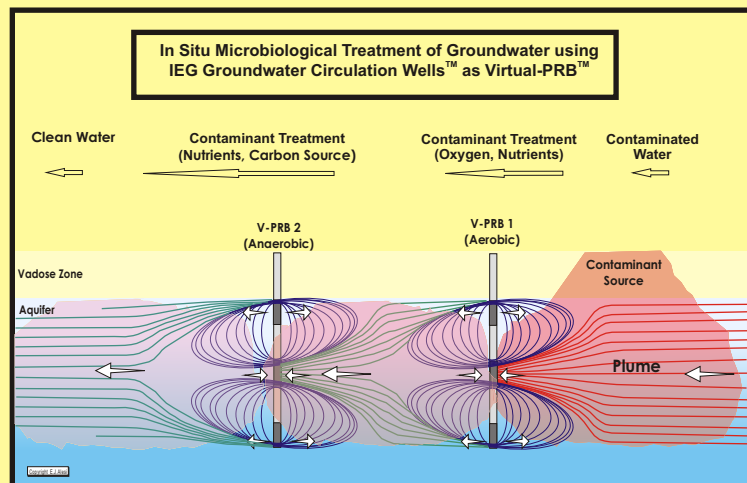 In Situ Microbiological Treatment of Groundwater using
IEG Groundwater Circulation Wells™ as Virtual-PRB™
Clean Water
Contaminant Treatment
(Nutrients, Carbon Source)
Contaminant Treatment
(Oxygen, Nutrients)
Contaminated
Water
V-PRB 2
(Anaerobic)
V-PRB 1
(Aerobic)
Vadose Zone
Contaminant
Source
Aquifer
Plume
Copyright E.J.Alesi